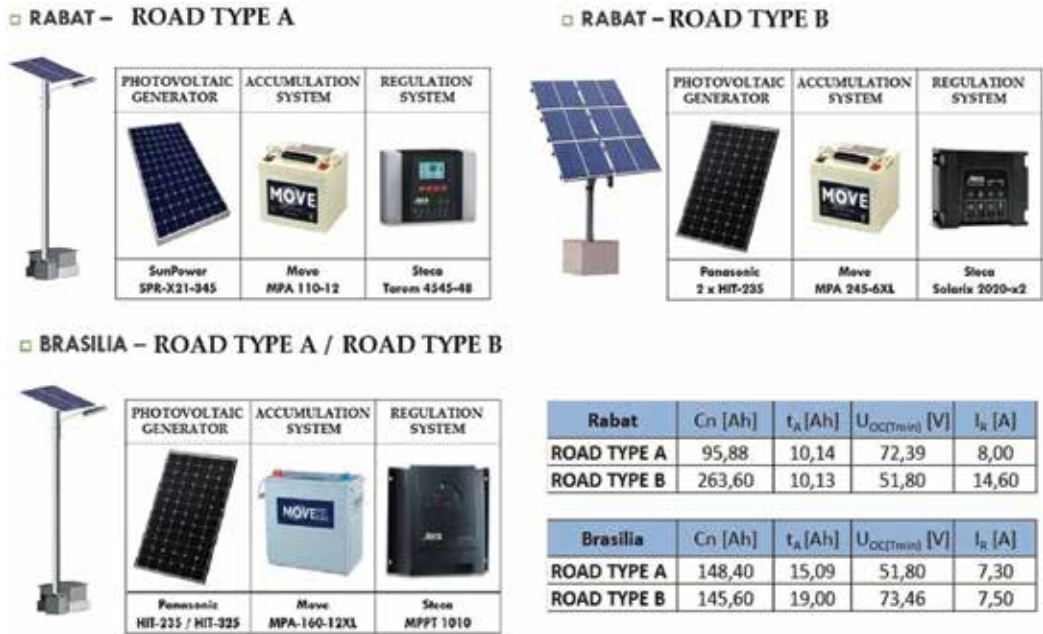 RABAT – ROAD TYPE A
PHOTOVOLTAIC GENERATOR
ACCUMULATION SYSTEM
REGULATION SYSTEM
MOVE
SunPower
SPR-X21-345
Move
MPA 110-12
Steca
Tarom 4545-48
RABAT – ROAD TYPE B
PHOTOVOLTAIC GENERATOR
ACCUMULATION SYSTEM
REGULATION SYSTEM
MOVE
Panasonic
2 x HIT-235
Move
MPA 245-6XL
Steca
Solarix 2020-x2
BRASILIA – ROAD TYPE A / ROAD TYPE B
PHOTOVOLTAIC GENERATOR
ACCUMULATION SYSTEM
REGULATION SYSTEM
MOVE
Panasonic
HIT-235 / HIT-325
Move
MPA-160-12XL
Steca
MPPT 1010
Rabat Cn [Ah] tA [Ah] UOC(Tmin) [V] IR [A]
ROAD TYPE A 95,88 10,14 72,39 8,00
ROAD TYPE B 263,60 10,13 51,80 14,60
Brasilia Cn [Ah] tA [Ah] UOC(Tmin) [V] IR [A]
ROAD TYPE A 148,40 15,09 51,80 7,30
ROAD TYPE B 145,60 19,00 73,46 7,50